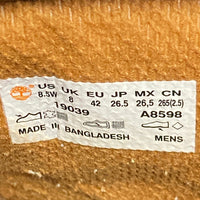 US UK EU JP MX CN
8.5W 8 42 26.5 26,5 265(2.5)
19039 A8598
MADE IN BANGLADESH MENS